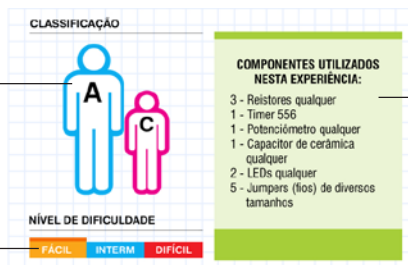 CLASSIFICAÇÃO
A
C
NÍVEL DE DIFICULDADE
FÁCIL INTERM DIFÍCIL
COMPONENTES UTILIZADOS
NESTA EXPERIÊNCIA:
3 - Reistores qualquer
1 - Timer 556
1 - Potenciómetro qualquer
1 - Capacitor de cerâmica
qualquer
2 - LEDs qualquer
5 - Jumpers (fios) de diversos
tamanhos